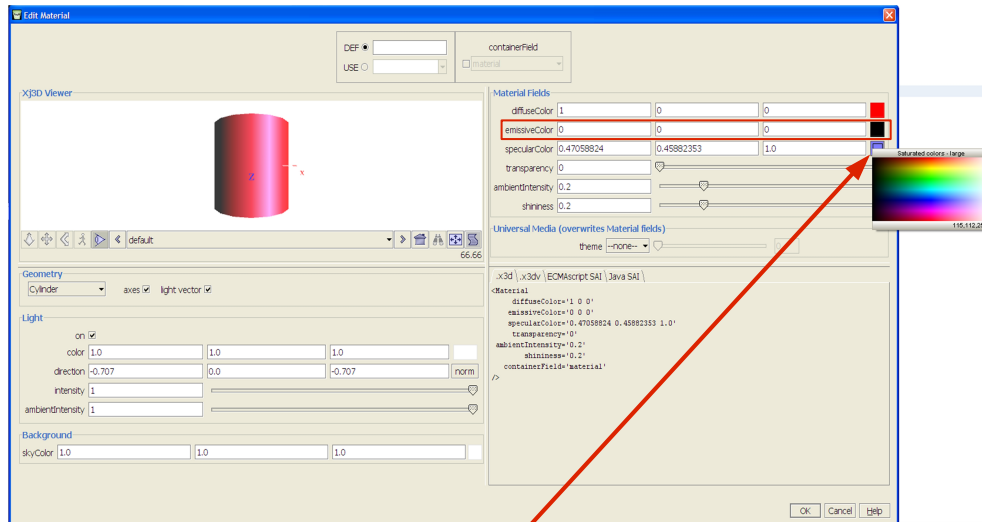 Edit Material
DEF
USE
containerField
material
Xj3D Viewer
x
Z
default
66.66
Geometry
Cylinder axes light vector
Light
on
color 1.0 1.0 1.0
direction -0.707 0.0 -0.707 norm
intensity 1
ambientIntensity 1
Background
skyColor 1.0 1.0 1.0
Material Fields
diffuseColor 1 0 0
emissiveColor 0 0 0
specularColor 0.47058824 0.45882353 1.0
transparency 0
ambientIntensity 0.2
shininess 0.2
Saturated colors - large
Universal Media (overwrites Material fields)
theme --none--
.x3d \ .x3dv \ ECMAscript SAI \ Java SAI \
<Material
diffuseColor='1 0 0'
emissiveColor='0 0 0'
specularColor='0.47058824 0.45882353 1.0'
transparency='0'
ambientIntensity='0.2'
shininess='0.2'
containerField='material'
/>
OK Cancel Help